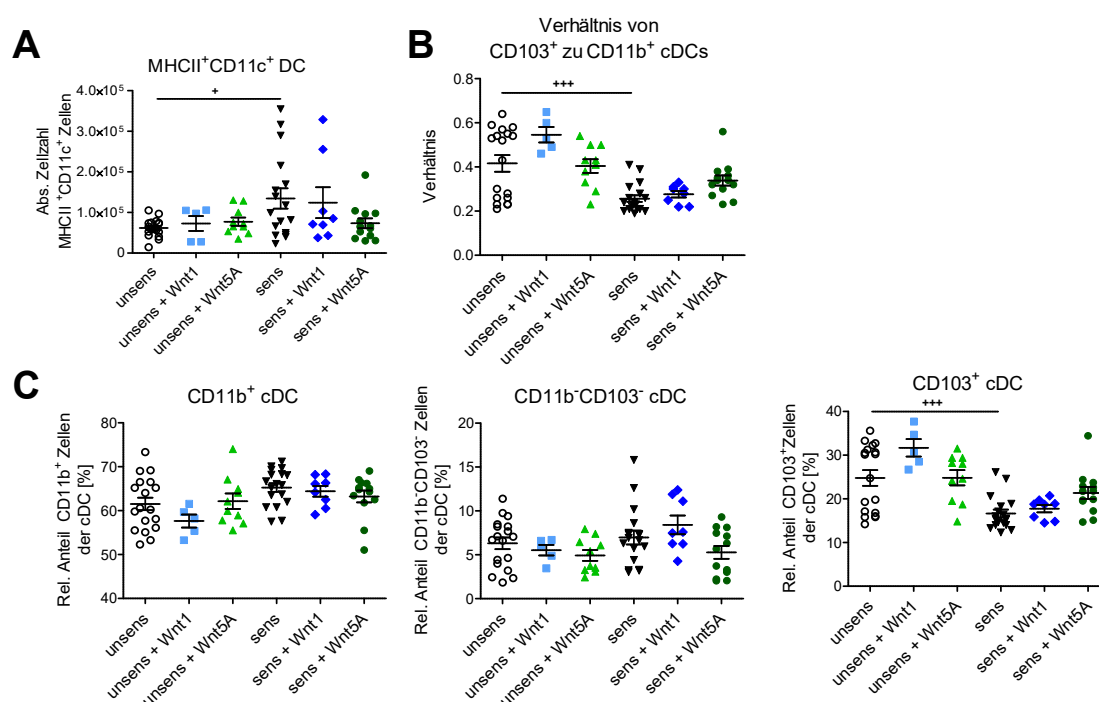 A
MHCII⁺CD11c⁺ DC
Abs. Zellzahl
MHCII⁺CD11c⁺ Zellen
4.0×10⁵
3.0×10⁵
2.0×10⁵
1.0×10⁵
0
+
unsens
unsens + Wnt1
unsens + Wnt5A
sens
sens + Wnt1
sens + Wnt5A
B
Verhältnis von
CD103⁺ zu CD11b⁺ cDCs
Verhältnis
0.8
0.6
0.4
0.2
0.0
+++
unsens
unsens + Wnt1
unsens + Wnt5A
sens
sens + Wnt1
sens + Wnt5A
C
CD11b⁺ cDC
Rel. Anteil CD11b⁺ Zellen
der cDC [%]
80
70
60
50
40
unsens
unsens + Wnt1
unsens + Wnt5A
sens
sens + Wnt1
sens + Wnt5A
CD11b⁻CD103⁻ cDC
Rel. Anteil CD11b⁻CD103⁻ Zellen
der cDC [%]
20
15
10
5
0
unsens
unsens + Wnt1
unsens + Wnt5A
sens
sens + Wnt1
sens + Wnt5A
CD103⁺ cDC
Rel. Anteil CD103⁺Zellen
der cDC [%]
40
30
20
10
0
+++
unsens
unsens + Wnt1
unsens + Wnt5A
sens
sens + Wnt1
sens + Wnt5A